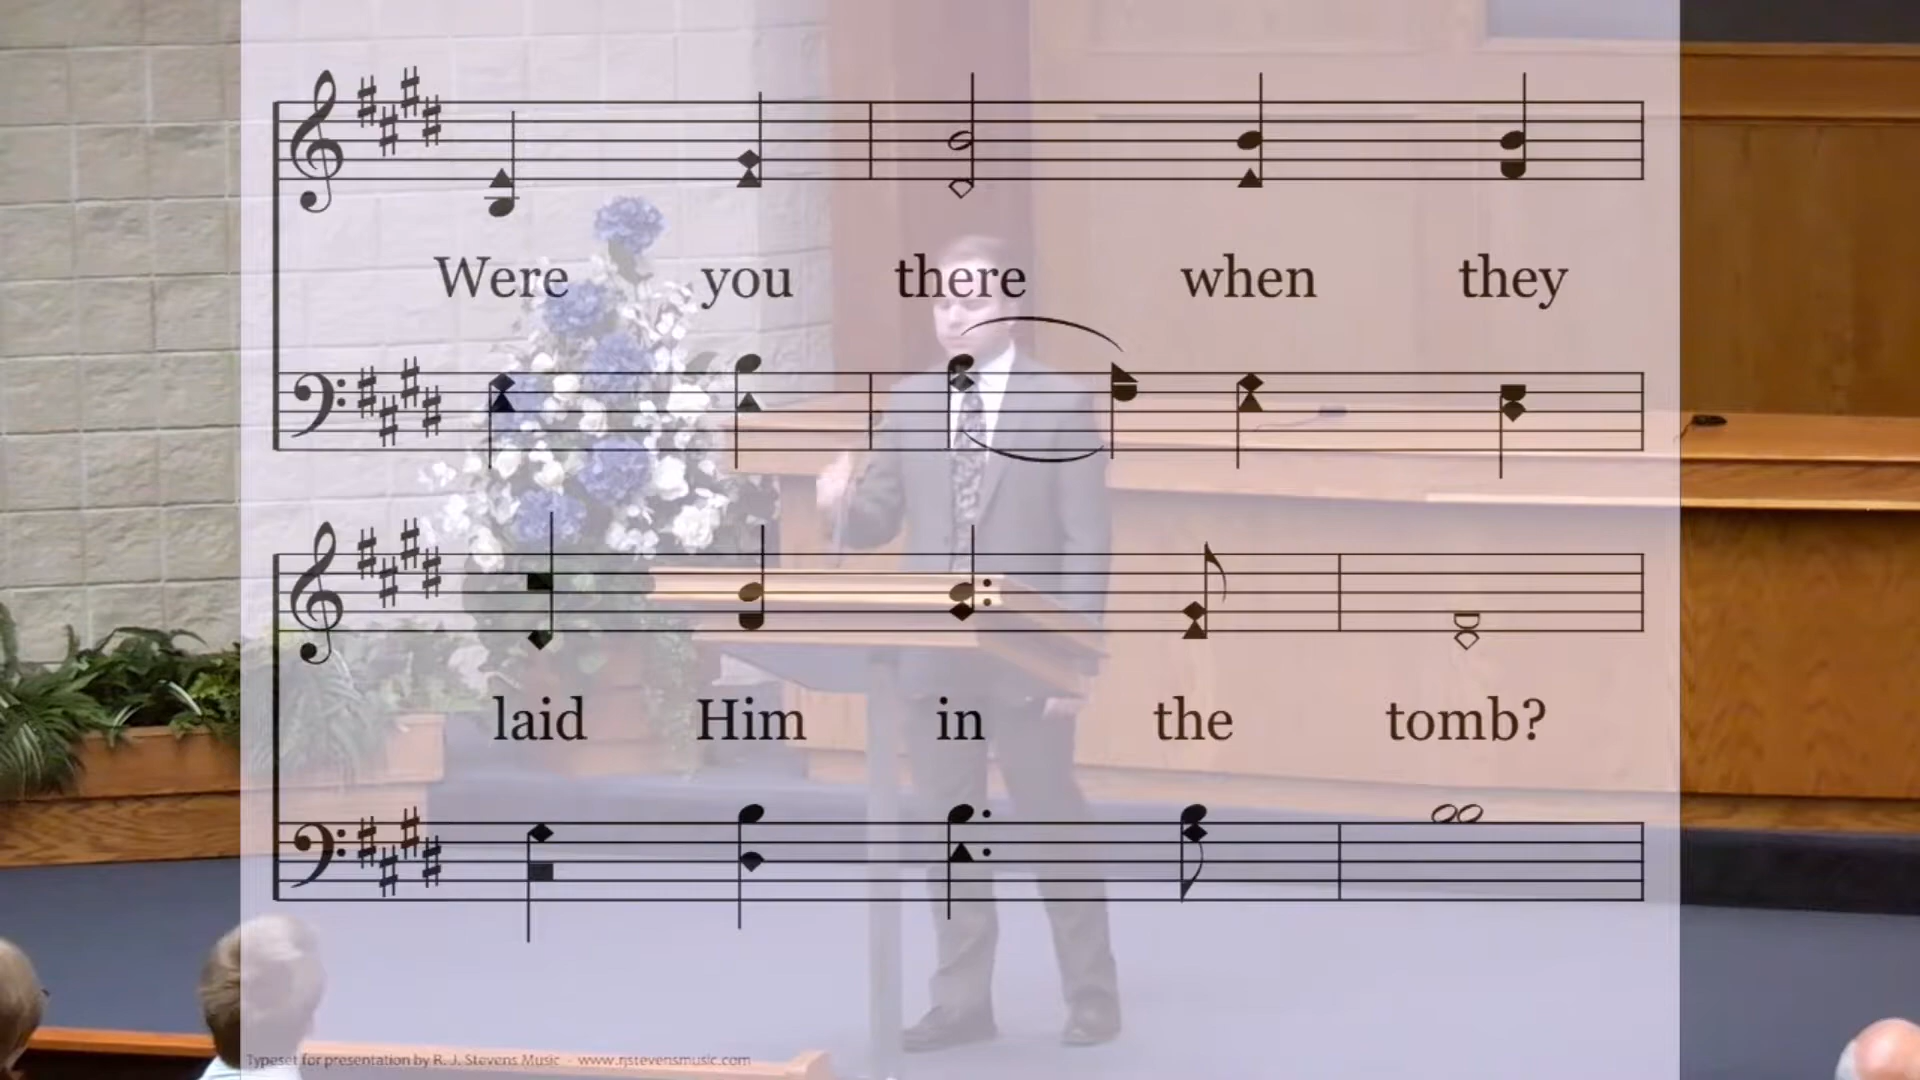 Were you there when they
laid Him in the tomb?
Typeset for presentation by R. J. Stevens Music - www.rjstevensmusic.com